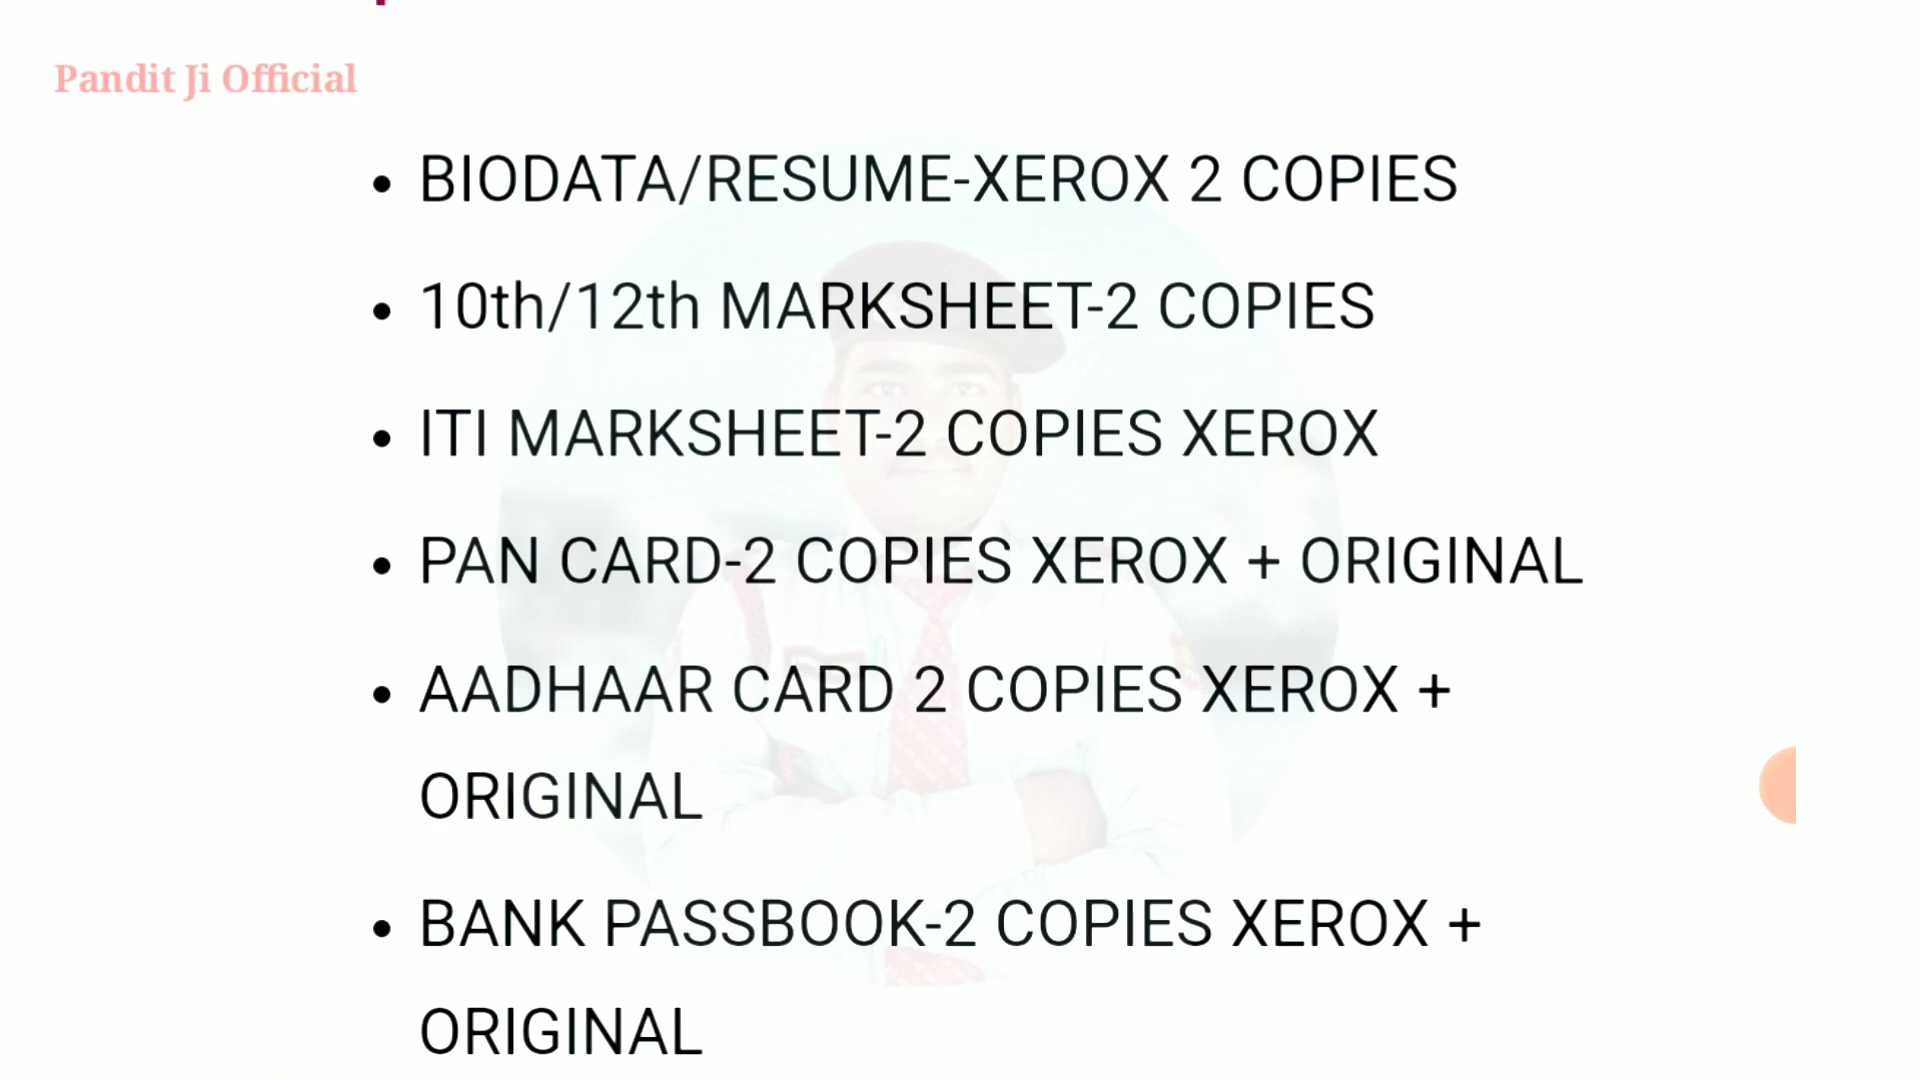 Pandit Ji Official
• BIODATA/RESUME-XEROX 2 COPIES
• 10th/12th MARKSHEET-2 COPIES
• ITI MARKSHEET-2 COPIES XEROX
• PAN CARD-2 COPIES XEROX + ORIGINAL
• AADHAAR CARD 2 COPIES XEROX +
ORIGINAL
• BANK PASSBOOK-2 COPIES XEROX +
ORIGINAL